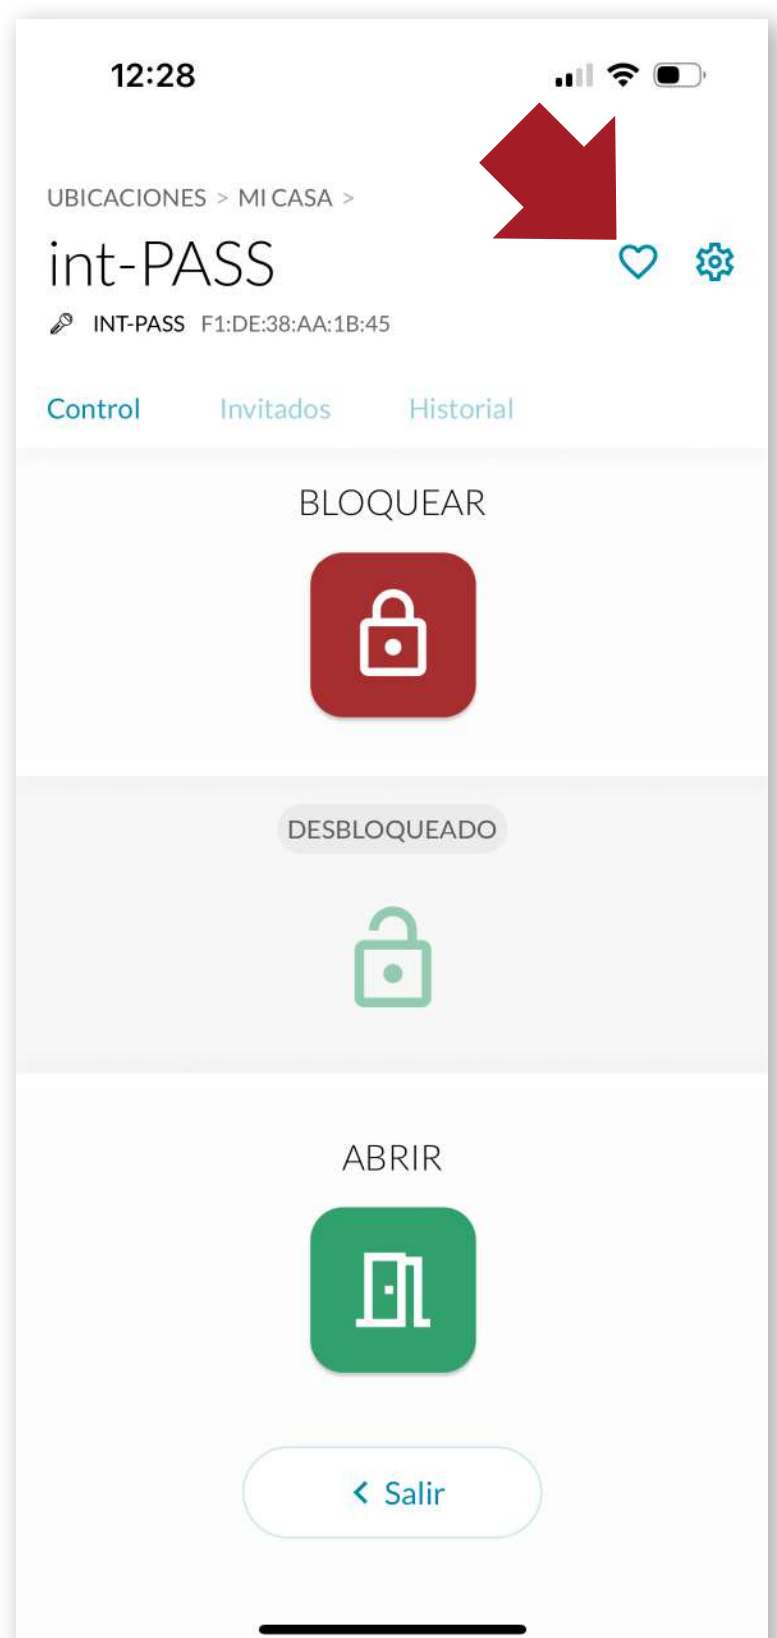 12:28
UBICACIONES > MI CASA >
int-PASS
INT-PASS F1:DE:38:AA:1B:45
Control Invitados Historial
BLOQUEAR
DESBLOQUEADO
ABRIR
< Salir